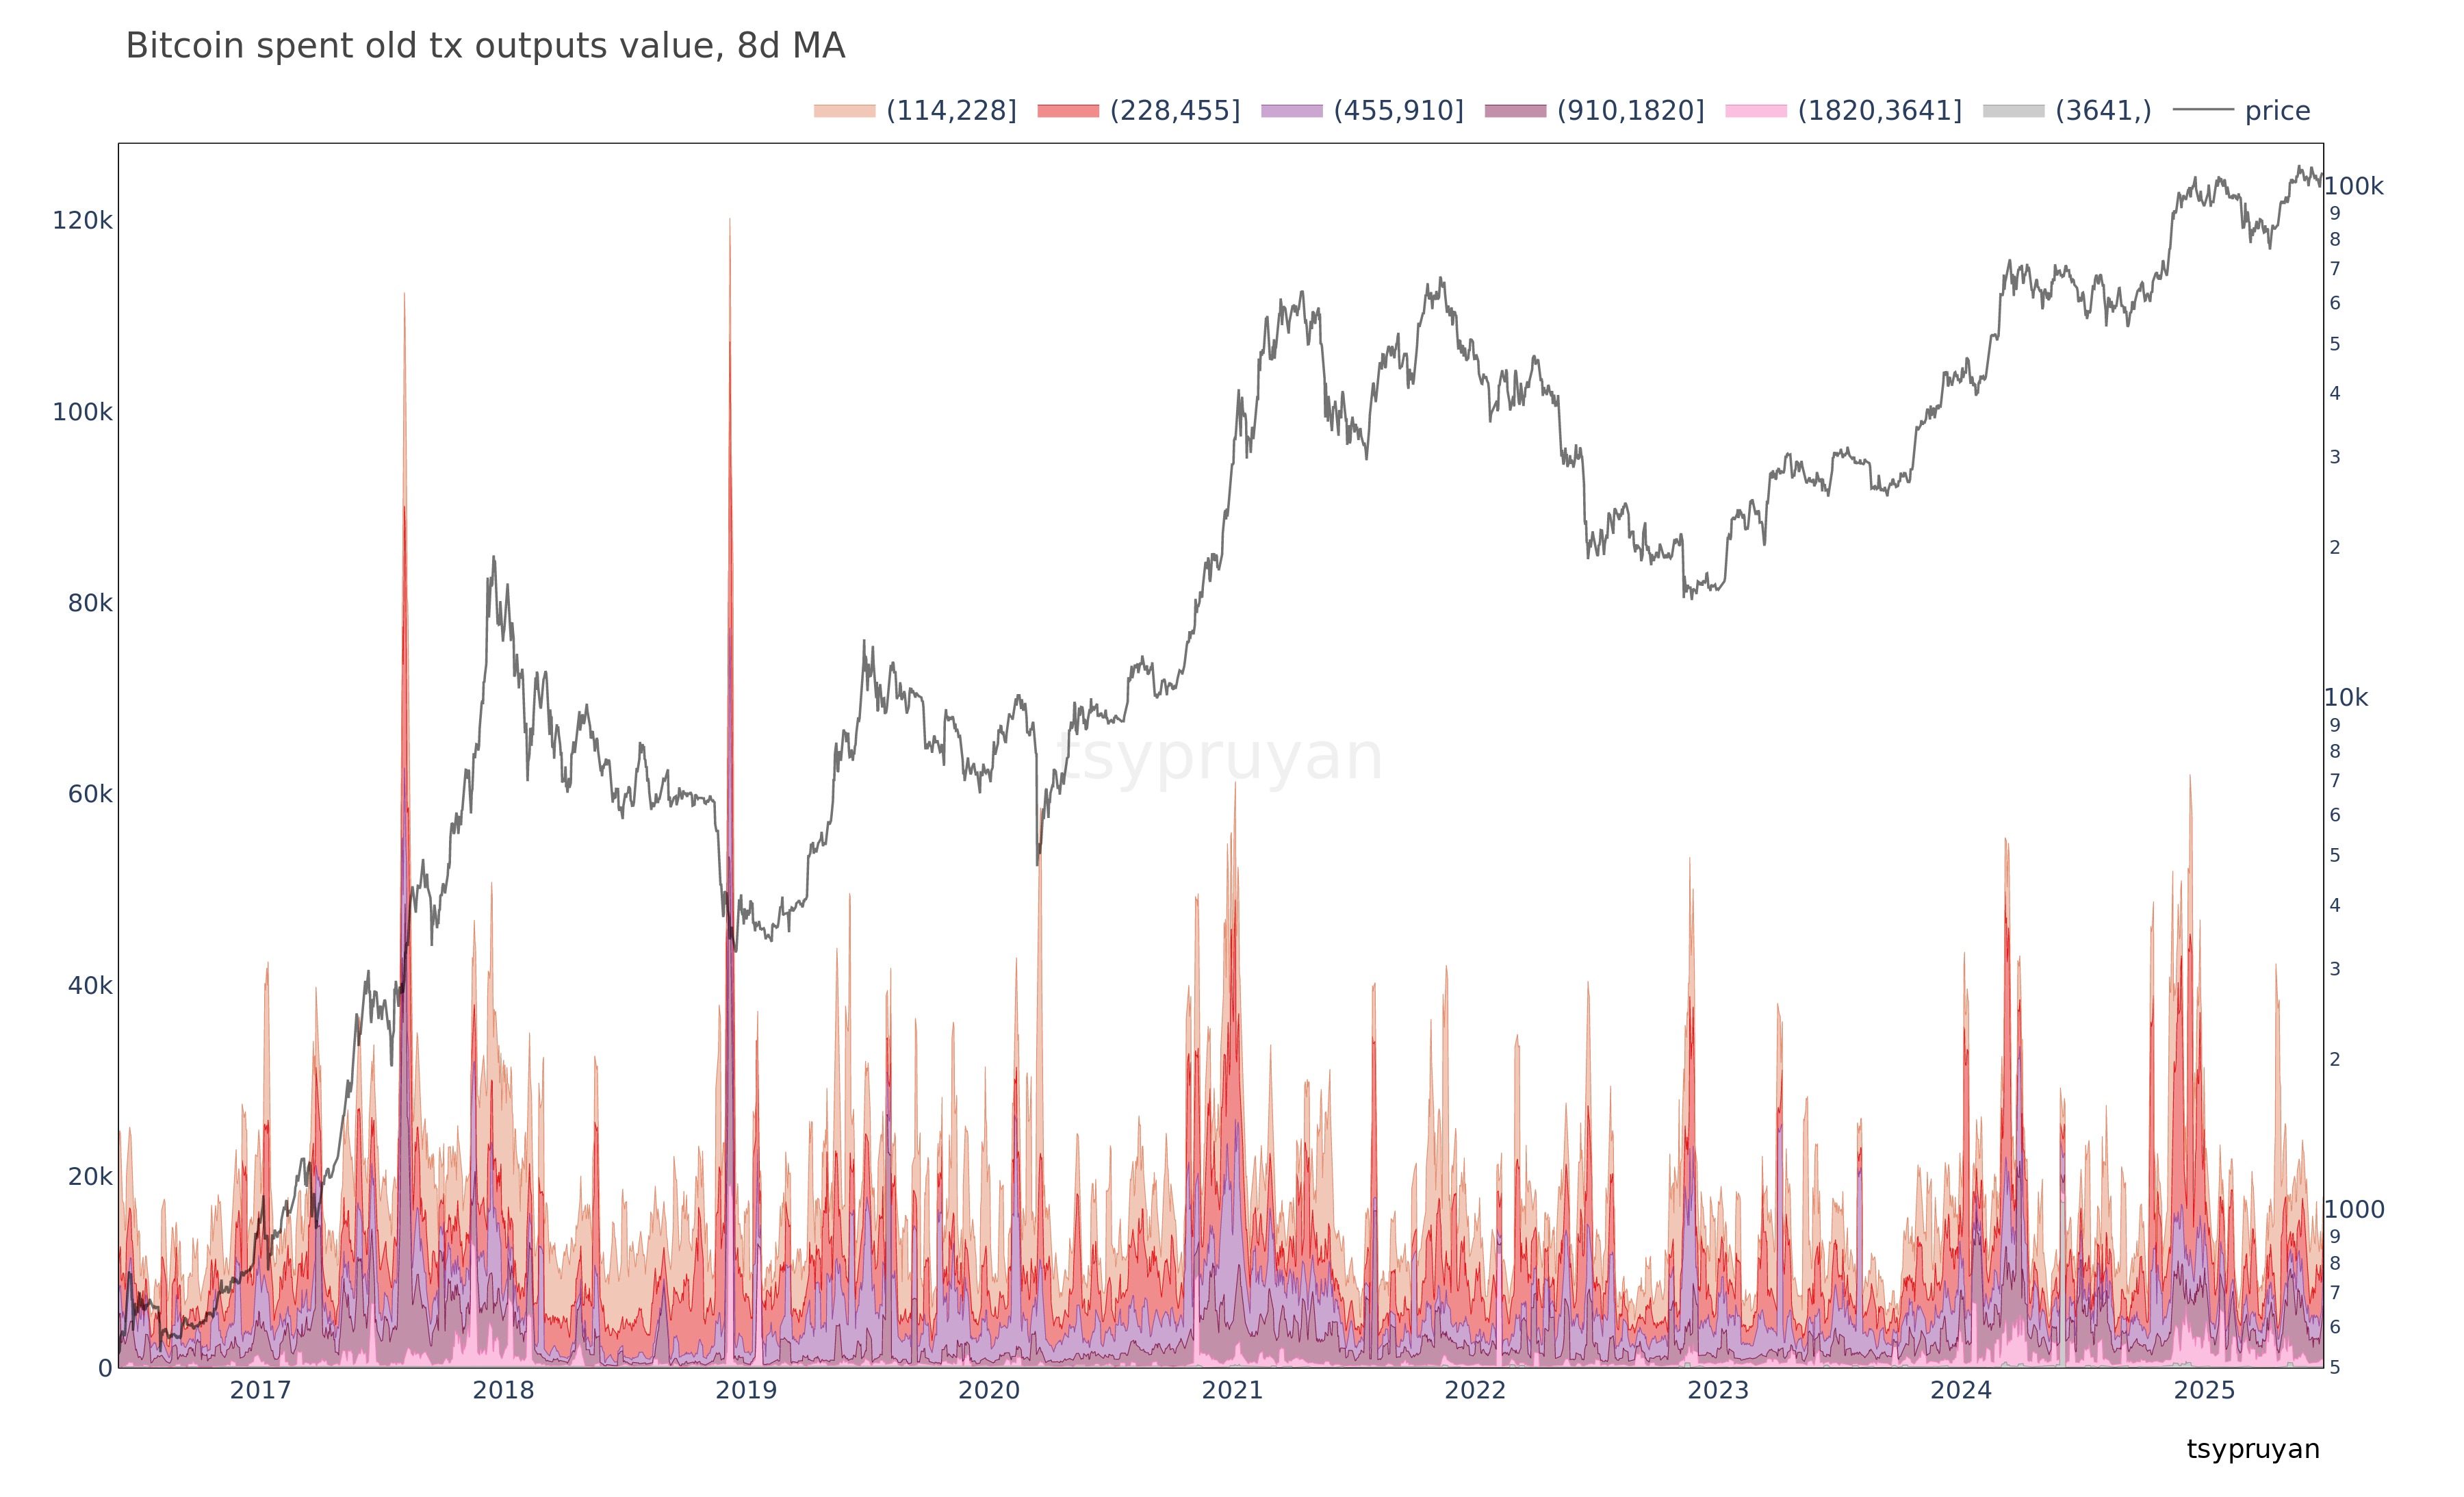 Bitcoin spent old tx outputs value, 8d MA
(114,228] (228,455] (455,910] (910,1820] (1820,3641] (3641,) price
120k
100k
80k
60k
40k
20k
0
100k
9
8
7
6
5
4
3
2
10k
9
8
7
6
5
4
3
2
1000
9
8
7
6
5
tsypruyan
2017 2018 2019 2020 2021 2022 2023 2024 2025
tsypruyan